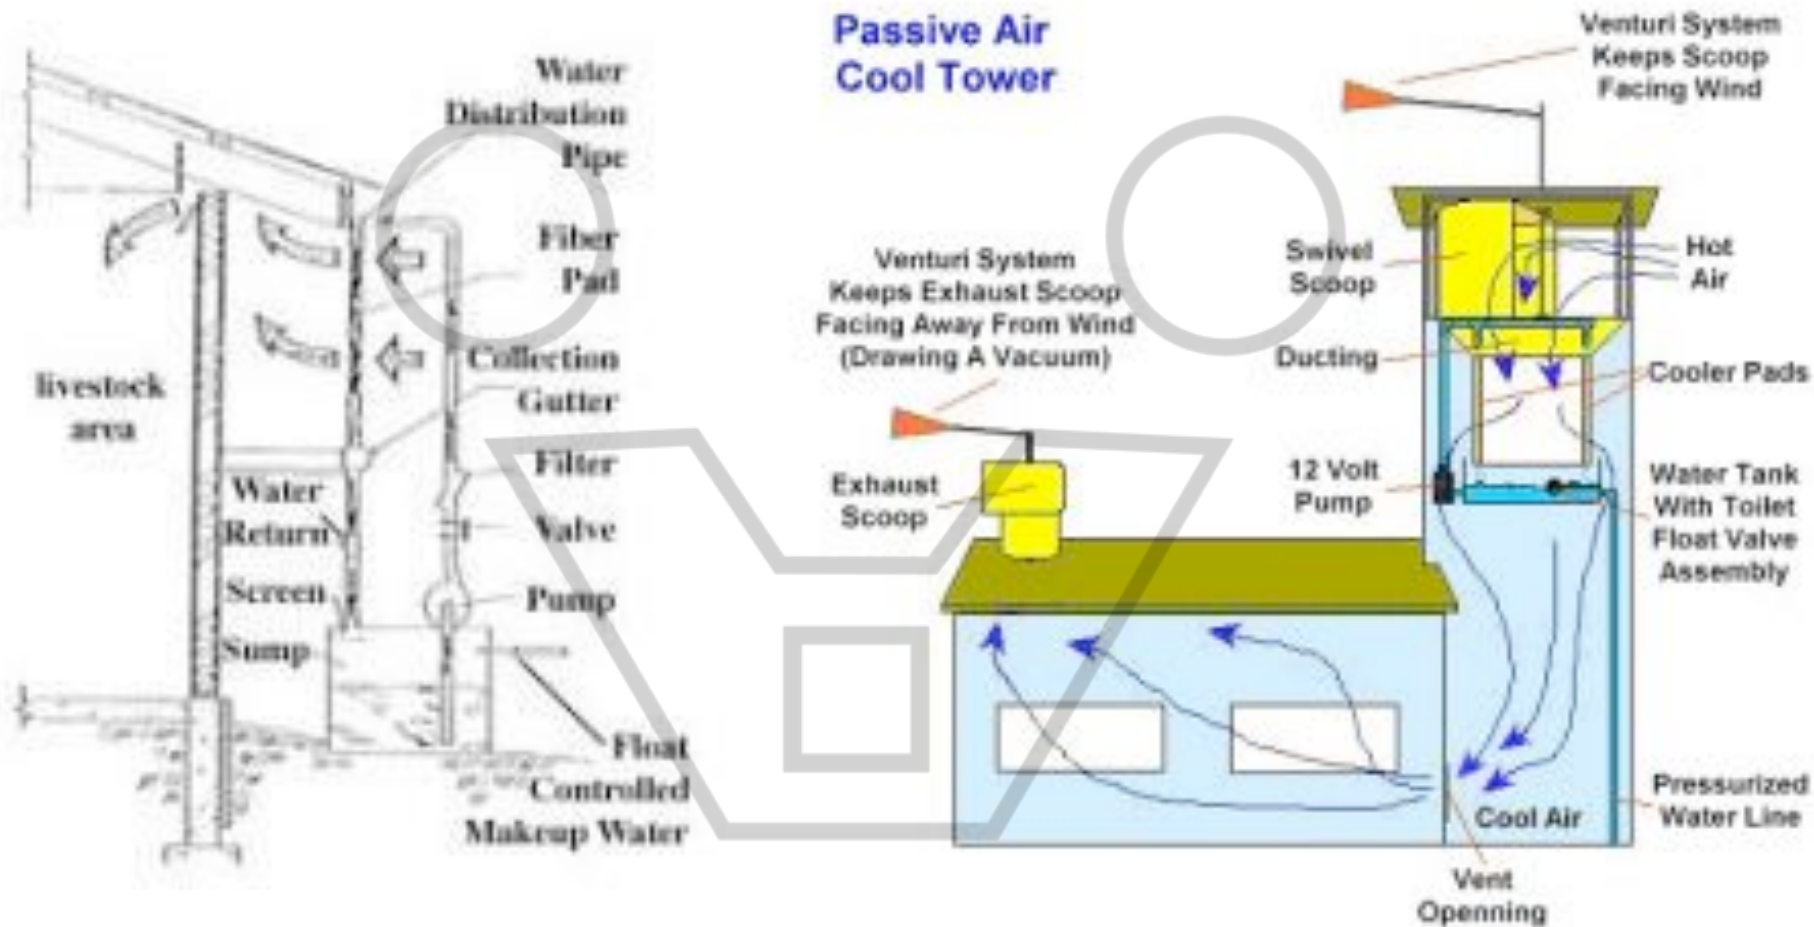 Water
Distribution
Pipe
Fiber
Pad
Collection
Gutter
livestock
area
Filter
Water
Return
Valve
Screen
Pump
Sump
Float
Controlled
Makeup Water
Passive Air
Cool Tower
Venturi System
Keeps Scoop
Facing Wind
Venturi System
Keeps Exhaust Scoop
Facing Away From Wind
(Drawing A Vacuum)
Swivel
Scoop
Hot
Air
Ducting
Cooler Pads
Exhaust
Scoop
12 Volt
Pump
Water Tank
With Toilet
Float Valve
Assembly
Pressurized
Water Line
Cool Air
Vent
Openning